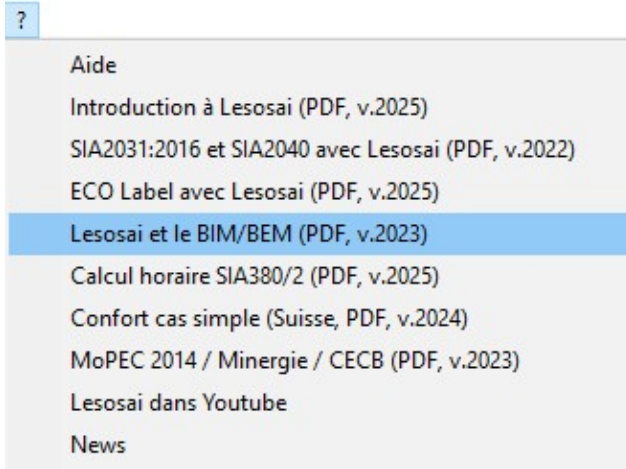 ?
Aide
Introduction à Lesosai (PDF, v.2025)
SIA2031:2016 et SIA2040 avec Lesosai (PDF, v.2022)
ECO Label avec Lesosai (PDF, v.2025)
Lesosai et le BIM/BEM (PDF, v.2023)
Calcul horaire SIA380/2 (PDF, v.2025)
Confort cas simple (Suisse, PDF, v.2024)
MoPEC 2014 / Minergie / CECB (PDF, v.2023)
Lesosai dans Youtube
News